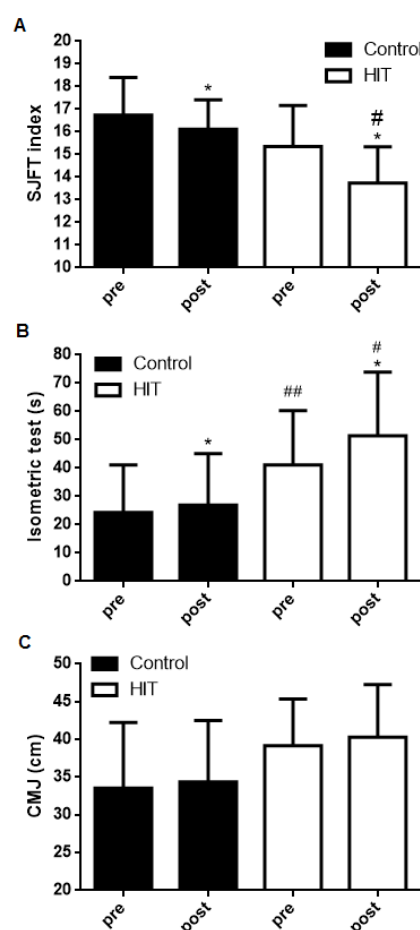 A
SJFT index
20
19
18
17
16
15
14
13
12
11
10
Control
HIT
*
#
*
pre
post
pre
post
B
Isometric test (s)
80
70
60
50
40
30
20
10
0
Control
HIT
*
##
#
*
pre
post
pre
post
C
CMJ (cm)
50
45
40
35
30
25
20
Control
HIT
pre
post
pre
post